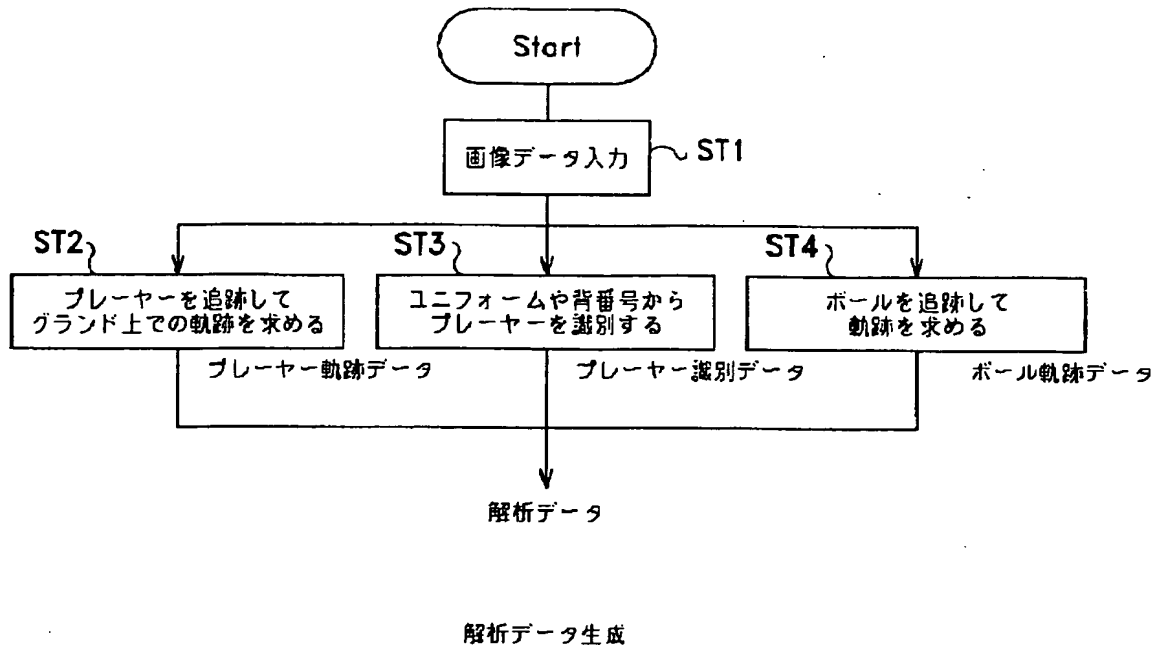 Start
画像データ入力
ST1
ST2
プレーヤーを追跡して
グランド上での軌跡を求める
プレーヤー軌跡データ
ST3
ユニフォームや背番号から
プレーヤーを識別する
プレーヤー識別データ
ST4
ボールを追跡して
軌跡を求める
ボール軌跡データ
解析データ
解析データ生成